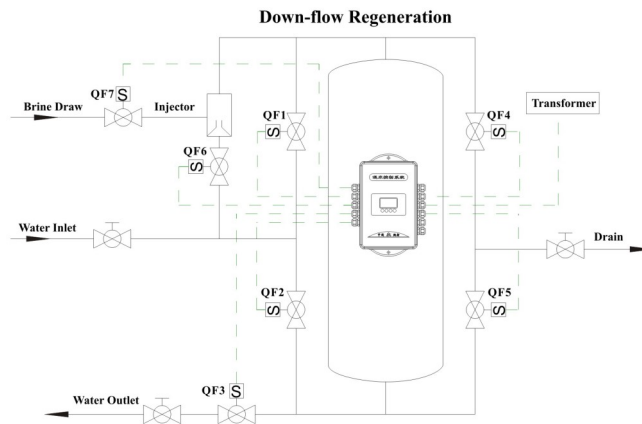 Down-flow Regeneration
QF7
S
Brine Draw
Injector
QF1
S
QF4
S
Transformer
QF6
S
Water Inlet
Drain
QF2
S
QF5
S
QF3
S
Water Outlet